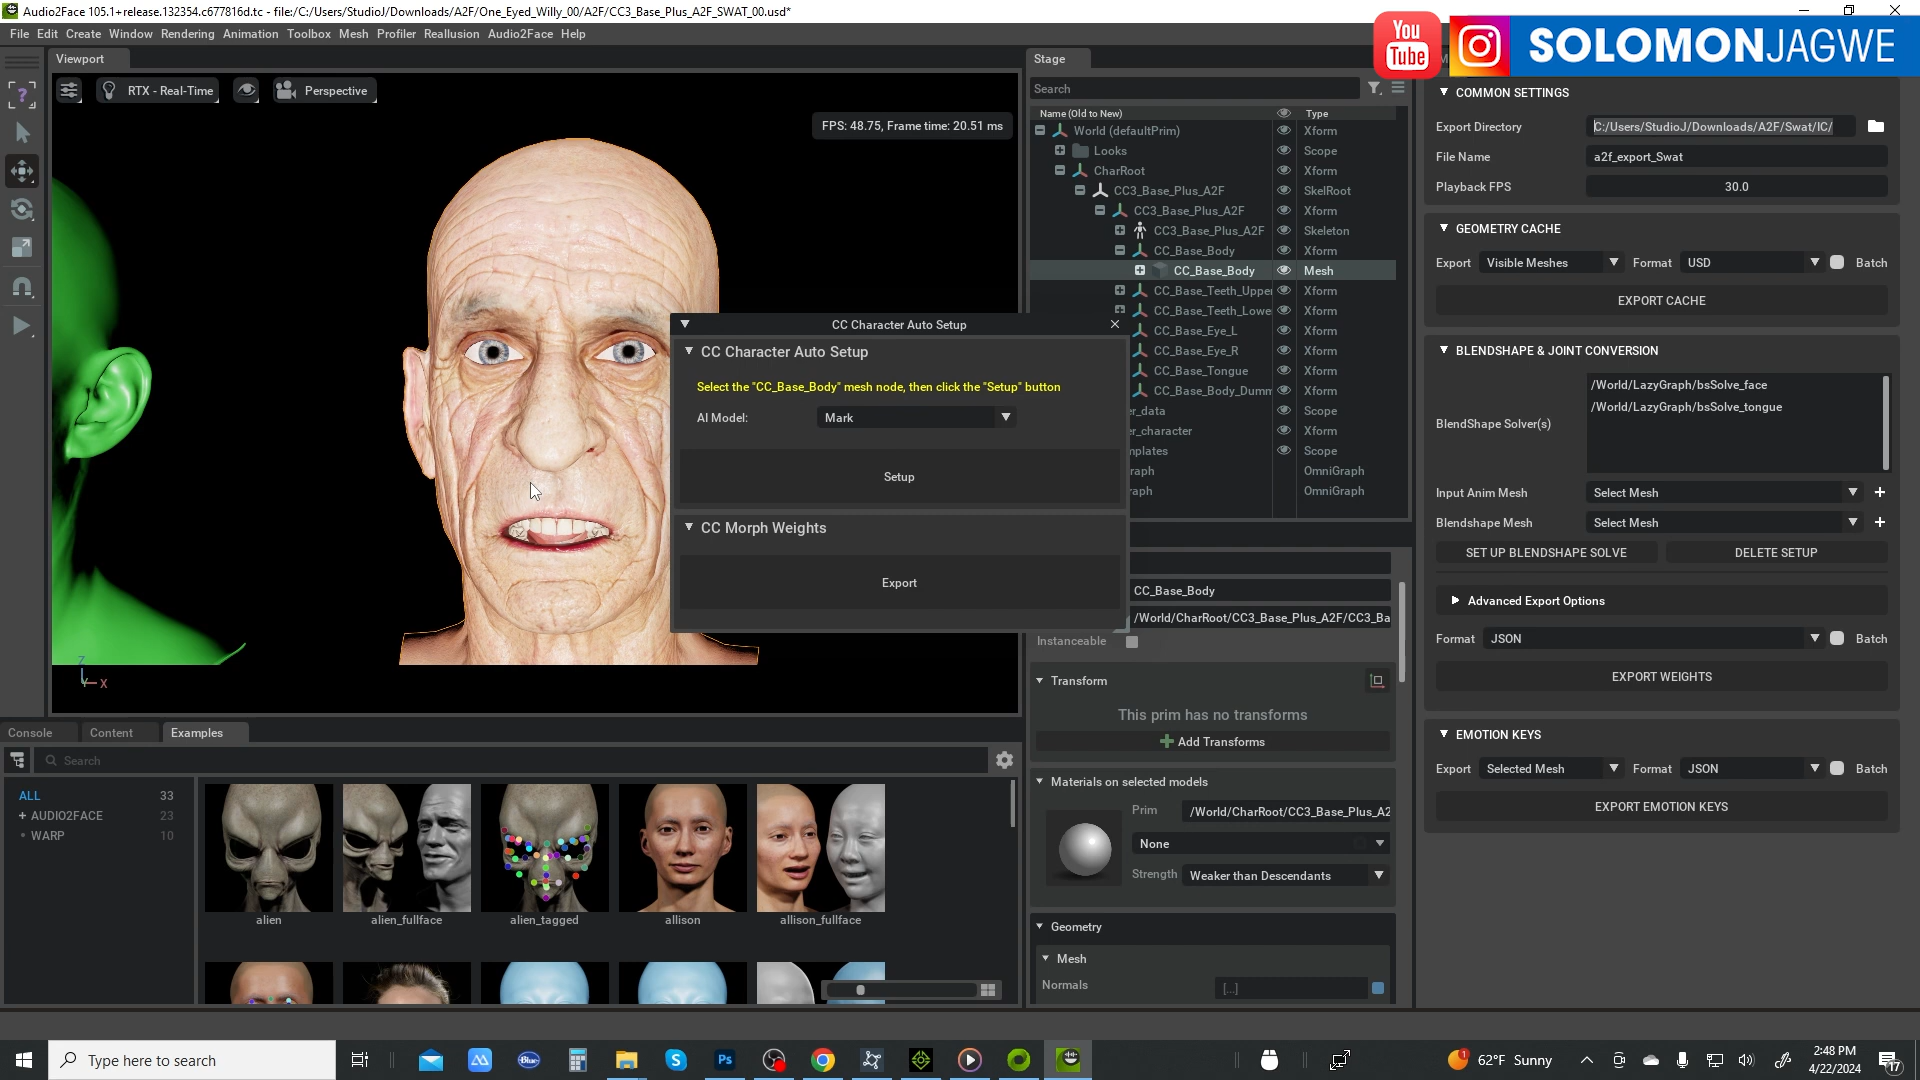 Audio2Face 105.1+release.132354.c677816d.tc - file:/C:/Users/StudioJ/Downloads/A2F/One_Eyed_Willy_00/A2F/CC3_Base_Plus_A2F_SWAT_00.usd*
File Edit Create Window Rendering Animation Toolbox Mesh Profiler Reallusion Audio2Face Help
You
Tube
SOLOMONJAGWE
Viewport
RTX - Real-Time
Perspective
FPS: 48.75, Frame time: 20.51 ms
Z
Y
X
Stage
Search
Name (Old to New) Type
World (defaultPrim) Xform
Looks Scope
CharRoot Xform
CC3_Base_Plus_A2F SkelRoot
CC3_Base_Plus_A2F Xform
CC3_Base_Plus_A2F Skeleton
CC_Base_Body Xform
CC_Base_Body Mesh
CC_Base_Teeth_Upper Xform
CC_Base_Teeth_Lowe Xform
CC_Base_Eye_L Xform
CC_Base_Eye_R Xform
CC_Base_Tongue Xform
CC_Base_Body_Dumm Xform
er_data Scope
er_character Xform
mplates Scope
raph OmniGraph
raph OmniGraph
CC Character Auto Setup
CC Character Auto Setup
Select the "CC_Base_Body" mesh node, then click the "Setup" button
AI Model: Mark
Setup
CC Morph Weights
Export
CC_Base_Body
/World/CharRoot/CC3_Base_Plus_A2F/CC3_Ba
Instanceable
Transform
This prim has no transforms
Add Transforms
Materials on selected models
Prim /World/CharRoot/CC3_Base_Plus_A2
None
Strength Weaker than Descendants
Geometry
Mesh
Normals [...]
COMMON SETTINGS
Export Directory C:/Users/StudioJ/Downloads/A2F/Swat/IC/
File Name a2f_export_Swat
Playback FPS 30.0
GEOMETRY CACHE
Export Visible Meshes Format USD Batch
EXPORT CACHE
BLENDSHAPE & JOINT CONVERSION
/World/LazyGraph/bsSolve_face
/World/LazyGraph/bsSolve_tongue
BlendShape Solver(s)
Input Anim Mesh Select Mesh
Blendshape Mesh Select Mesh
SET UP BLENDSHAPE SOLVE DELETE SETUP
Advanced Export Options
Format JSON Batch
EXPORT WEIGHTS
EMOTION KEYS
Export Selected Mesh Format JSON Batch
EXPORT EMOTION KEYS
Console Content Examples
Search
ALL 33
+ AUDIO2FACE 23
WARP 10
alien alien_fullface alien_tagged allison allison_fullface
Type here to search
Blue
Ps
1
62°F Sunny
2:48 PM
4/22/2024
17